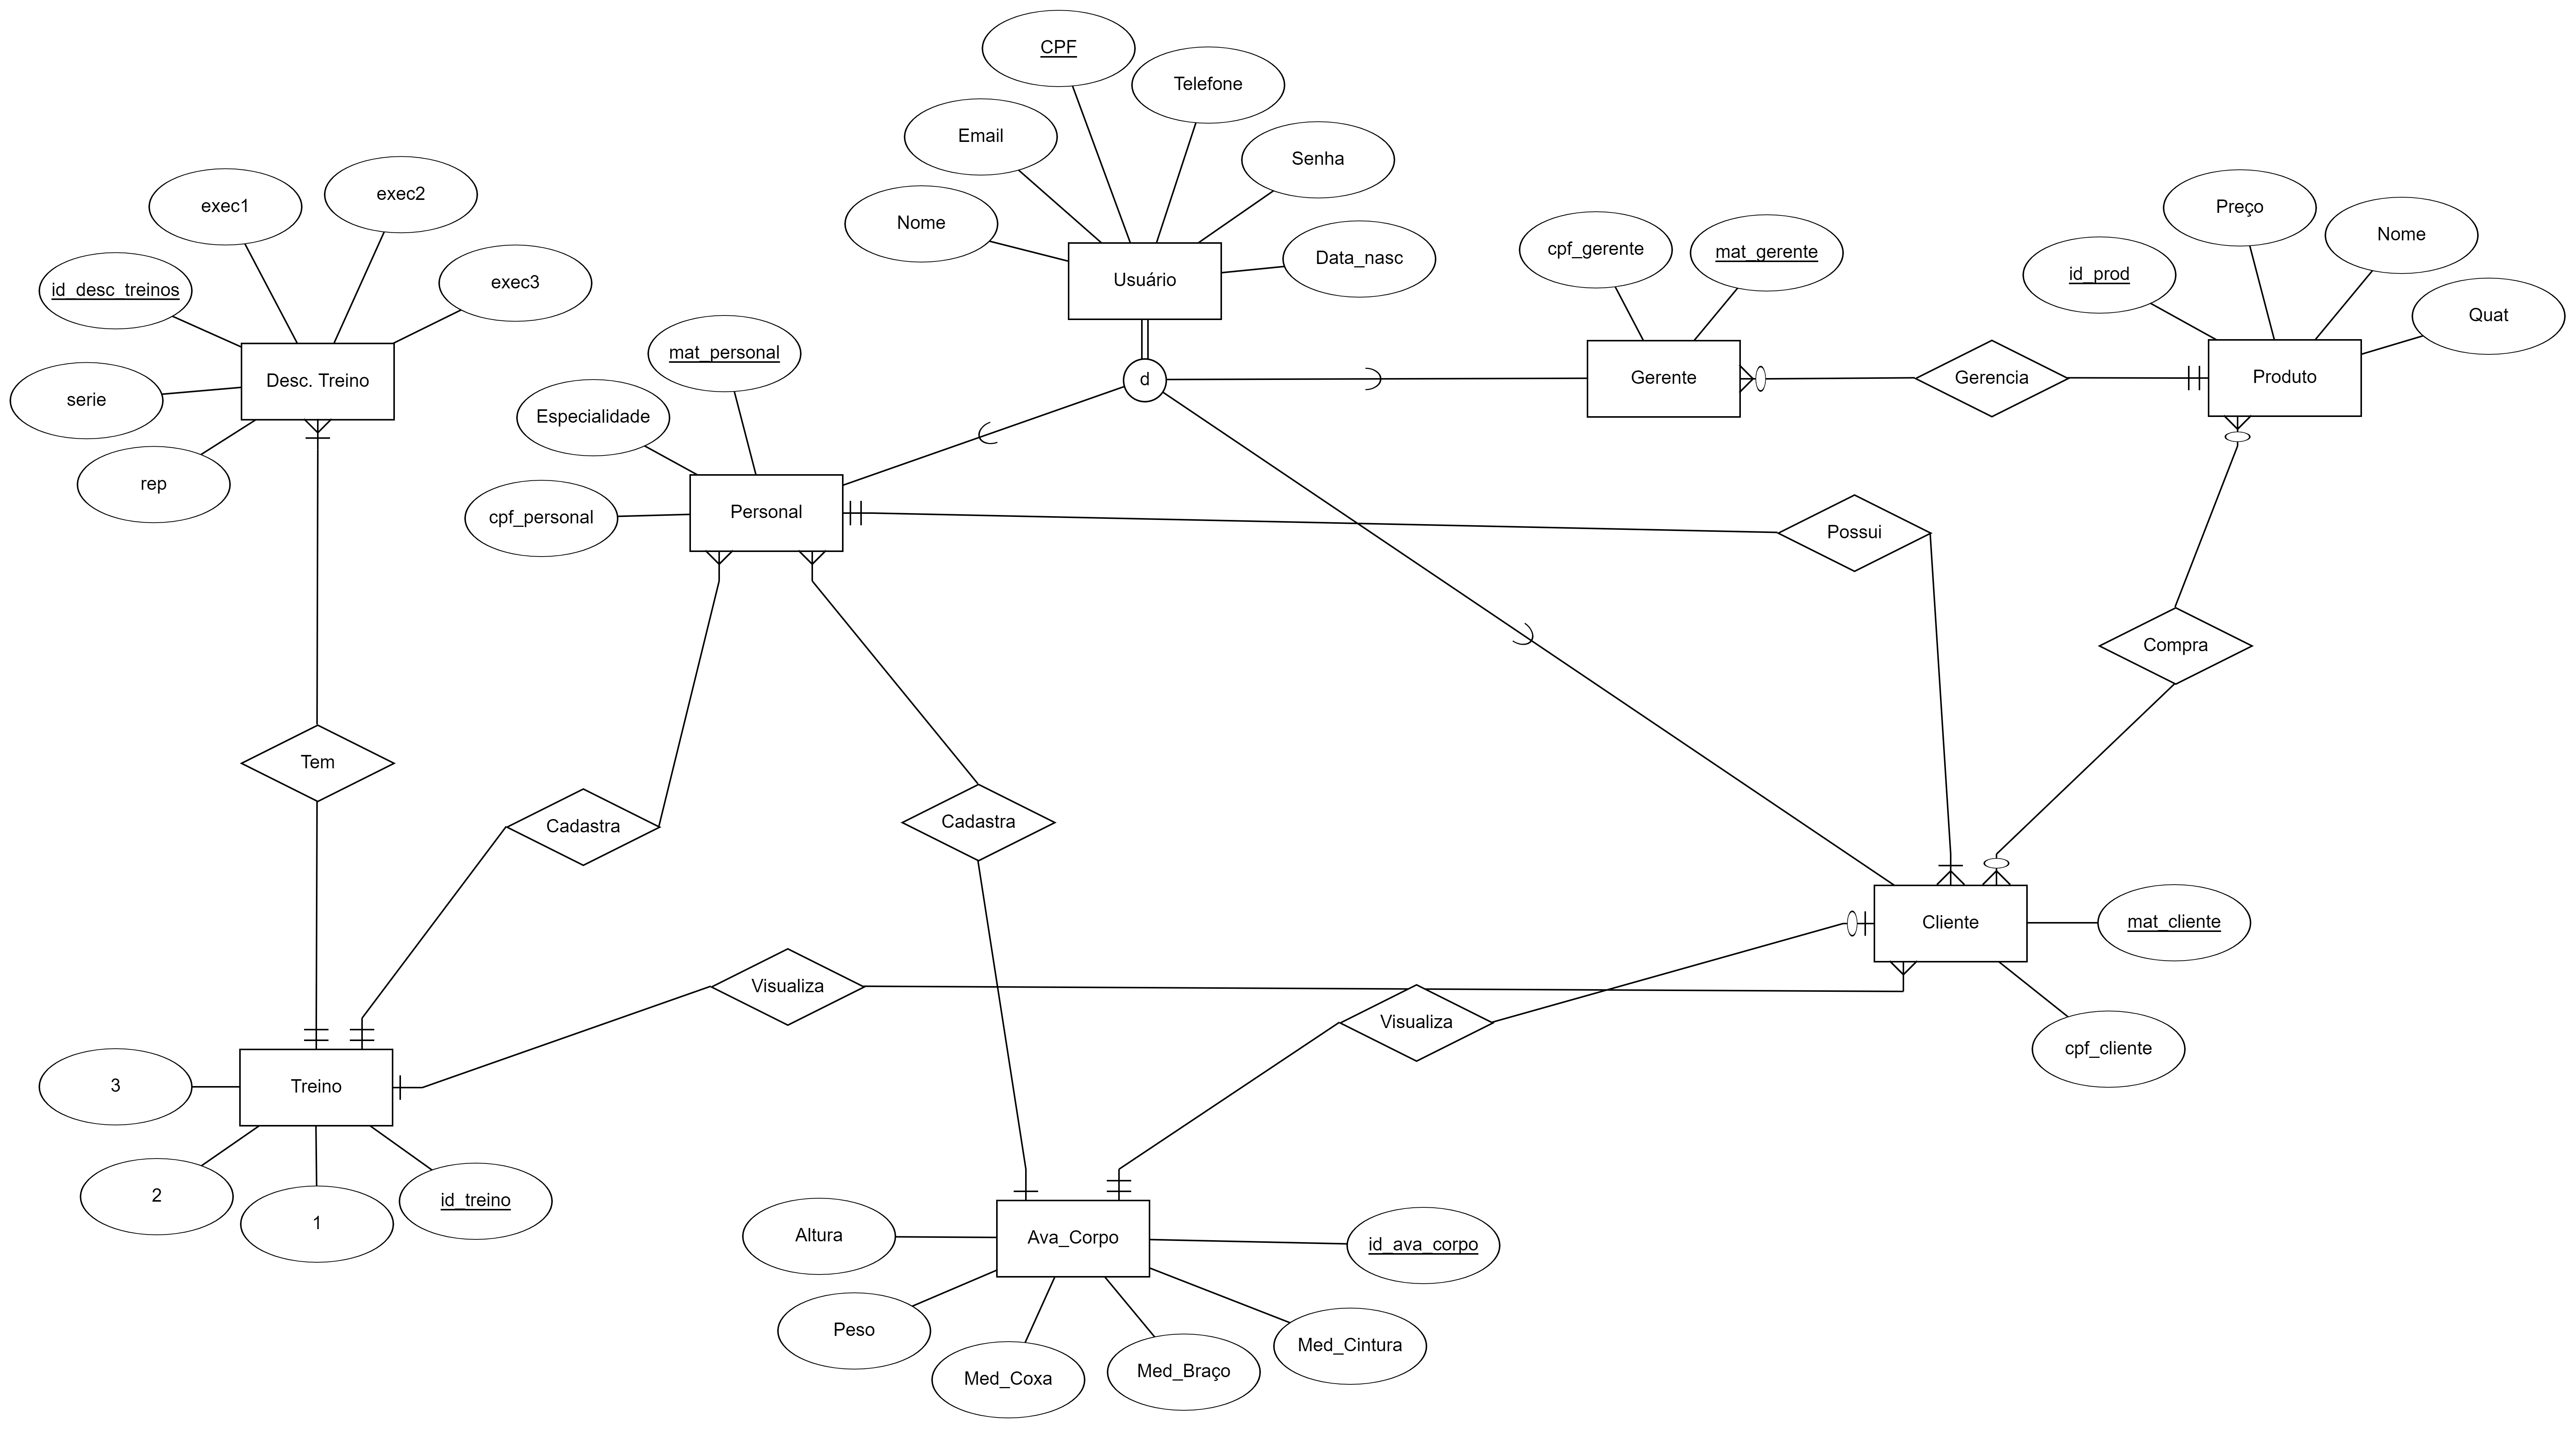 CPF
Telefone
Email
Senha
Nome
Data_nasc
Usuário
d
exec1
exec2
id_desc_treinos
exec3
serie
Desc. Treino
rep
mat_personal
Especialidade
cpf_personal
Personal
cpf_gerente
mat_gerente
Gerente
Gerencia
Preço
Nome
id_prod
Quat
Produto
Possui
Compra
Tem
Cadastra
Cadastra
Cliente
mat_cliente
cpf_cliente
Visualiza
Visualiza
3
Treino
2
1
id_treino
Altura
Ava_Corpo
id_ava_corpo
Peso
Med_Coxa
Med_Braço
Med_Cintura